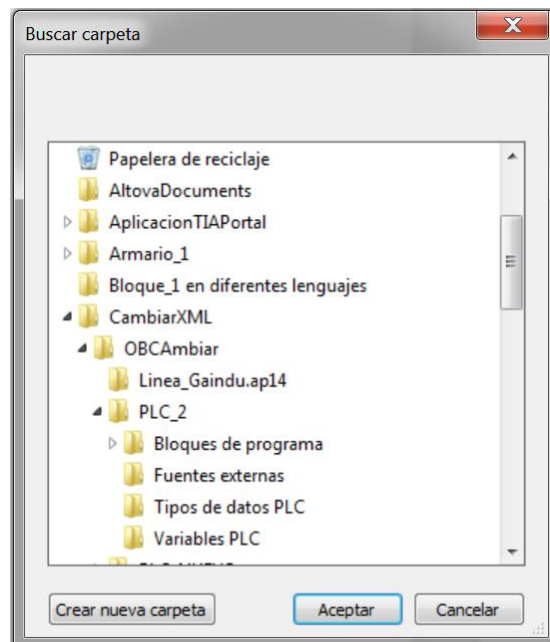 Buscar carpeta
Papelera de reciclaje
AltovaDocuments
AplicacionTIAPortal
Armario_1
Bloque_1 en diferentes lenguajes
CambiarXML
OBCAmbiar
Linea_Gaindu.ap14
PLC_2
Bloques de programa
Fuentes externas
Tipos de datos PLC
Variables PLC
Crear nueva carpeta
Aceptar
Cancelar